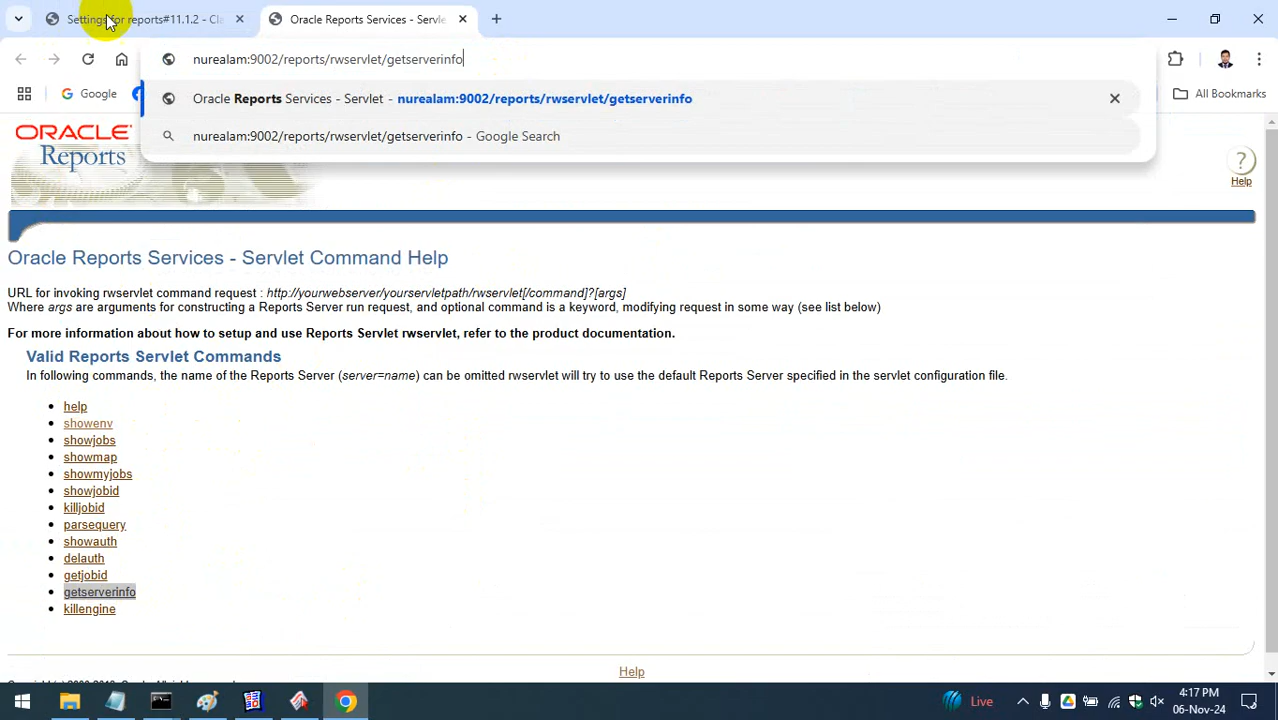 Settings for reports#11.1.2 - Cl
Oracle Reports Services - Servle
nurealam:9002/reports/rwservlet/getserverinfo
Oracle Reports Services - Servlet - nurealam:9002/reports/rwservlet/getserverinfo
nurealam:9002/reports/rwservlet/getserverinfo - Google Search
Google
All Bookmarks
ORACLE
Reports
?
Help
Oracle Reports Services - Servlet Command Help
URL for invoking rwservlet command request : http://yourwebserver/yourservletpath/rwservlet[/command]?[args]
Where args are arguments for constructing a Reports Server run request, and optional command is a keyword, modifying request in some way (see list below)
For more information about how to setup and use Reports Servlet rwservlet, refer to the product documentation.
Valid Reports Servlet Commands
In following commands, the name of the Reports Server (server=name) can be omitted rwservlet will try to use the default Reports Server specified in the servlet configuration file.
help
showenv
showjobs
showmap
showmyjobs
showjobid
killjobid
parsequery
showauth
delauth
getjobid
getserverinfo
killengine
Help
Live
4:17 PM
06-Nov-24